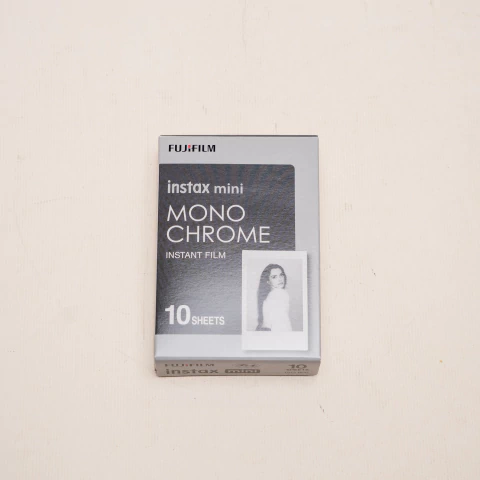 FUJIFILM
instax mini
MONO
CHROME
INSTANT FILM
10 SHEETS
FUJIFILM
instax mini
10